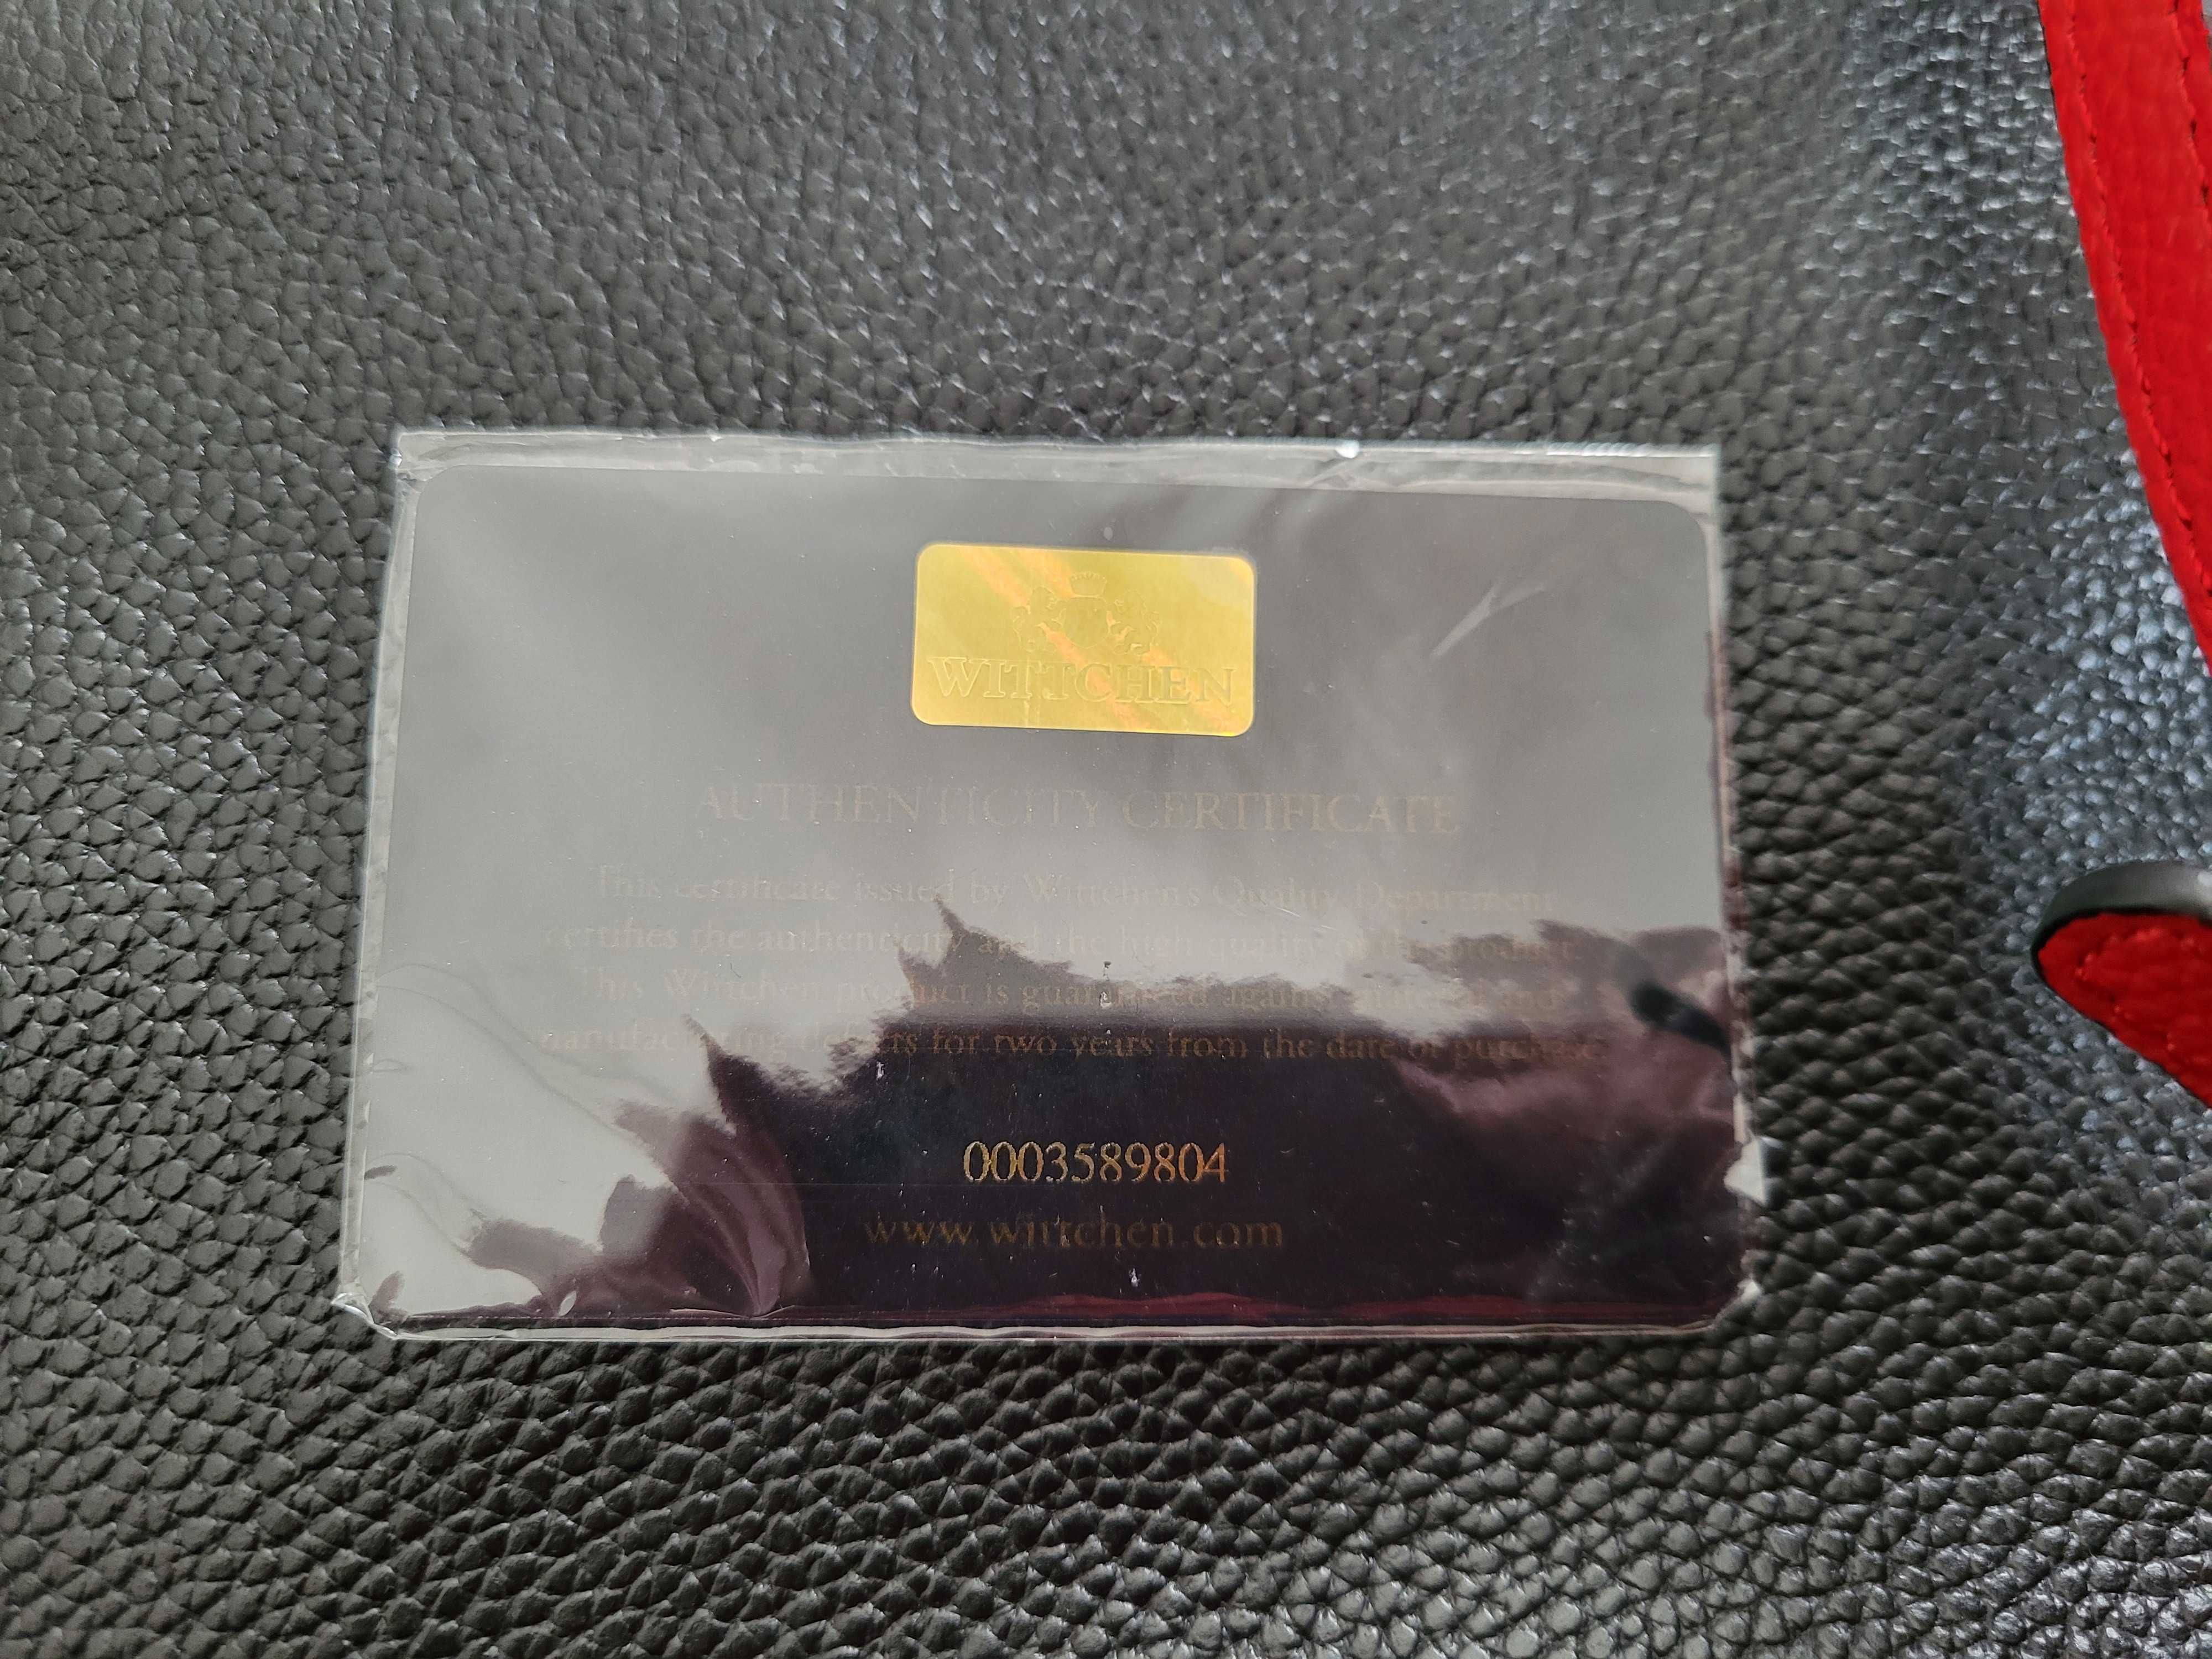 WITTCHEN
AUTHENTICITY CERTIFICATE
This certificate issued by Wittchen's Quality Department
certifies the authenticity and the high quality of the product
This Wittchen product is guaranteed against material and
manufacturing defects for two years from the date of purchase
0003589804
www.wittchen.com